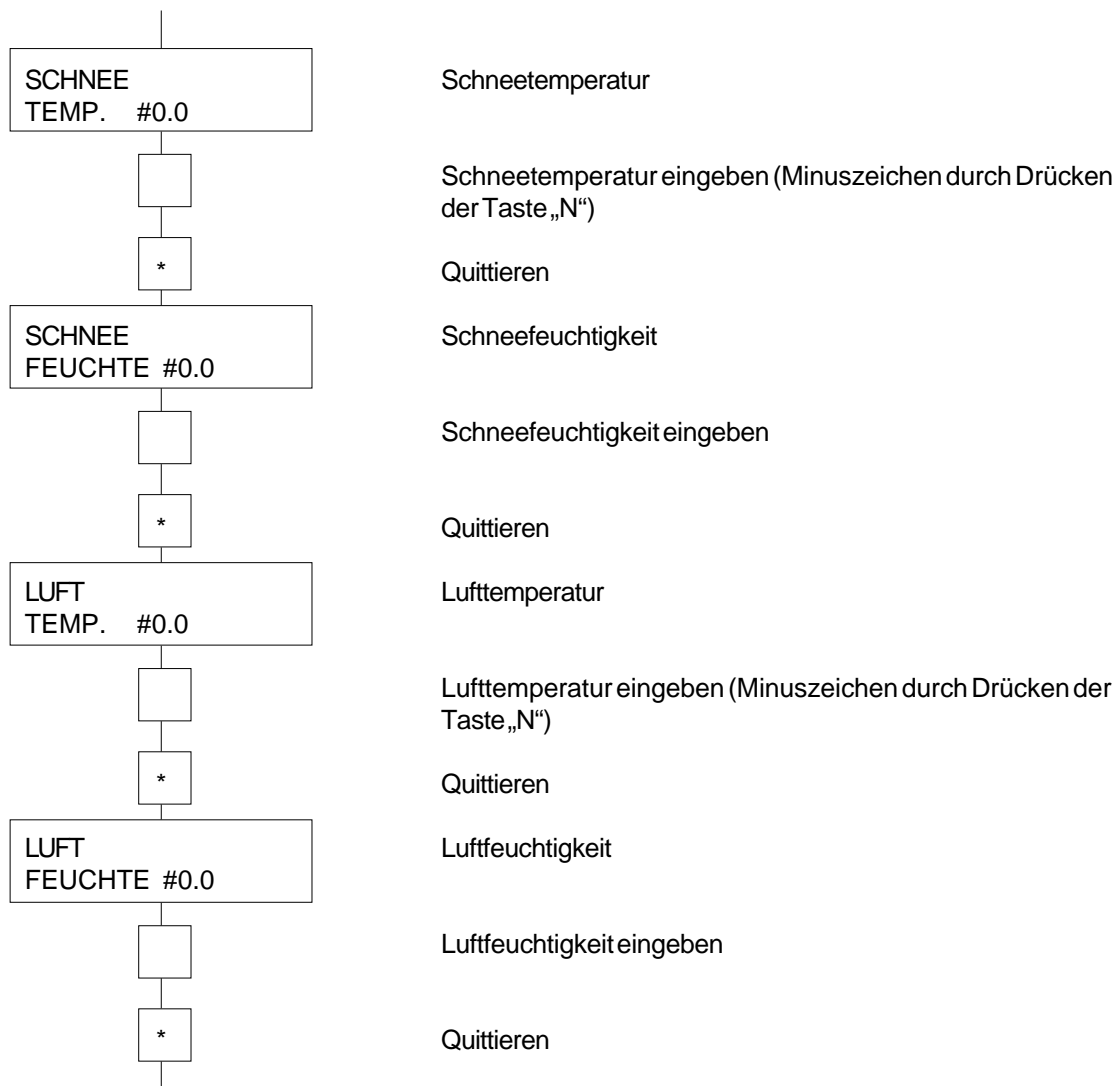 SCHNEE
TEMP. #0.0
Schneetemperatur
Schneetemperatur eingeben (Minuszeichen durch Drücken
der Taste „N“)
*
Quittieren
SCHNEE
FEUCHTE #0.0
Schneefeuchtigkeit
Schneefeuchtigkeit eingeben
*
Quittieren
LUFT
TEMP. #0.0
Lufttemperatur
Lufttemperatur eingeben (Minuszeichen durch Drücken der
Taste „N“)
*
Quittieren
LUFT
FEUCHTE #0.0
Luftfeuchtigkeit
Luftfeuchtigkeit eingeben
*
Quittieren